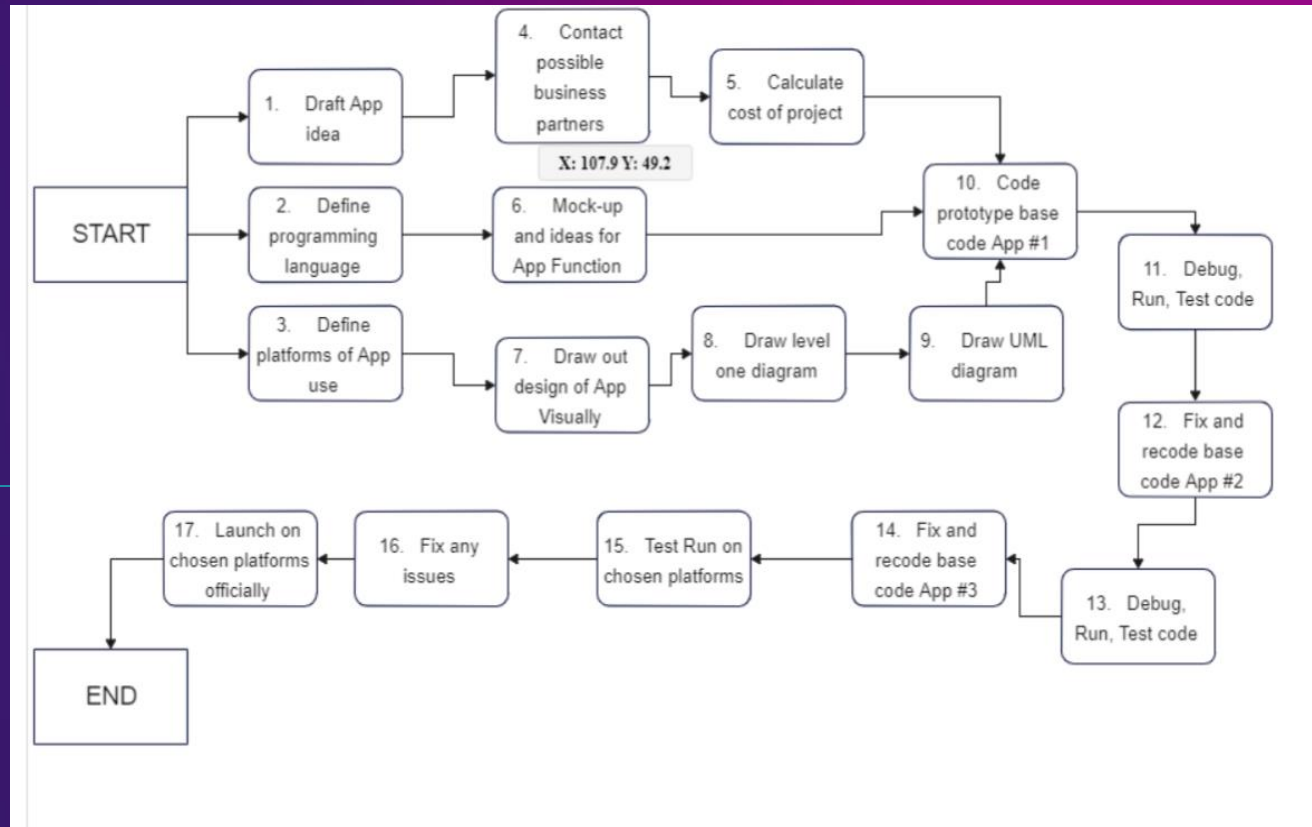 START
1. Draft App
idea
2. Define
programming
language
3. Define
platforms of App
use
4. Contact
possible
business
partners
X: 107.9 Y: 49.2
5. Calculate
cost of project
6. Mock-up
and ideas for
App Function
7. Draw out
design of App
Visually
8. Draw level
one diagram
9. Draw UML
diagram
10. Code
prototype base
code App #1
11. Debug,
Run, Test code
12. Fix and
recode base
code App #2
13. Debug,
Run, Test code
14. Fix and
recode base
code App #3
15. Test Run on
chosen platforms
16. Fix any
issues
17. Launch on
chosen platforms
officially
END